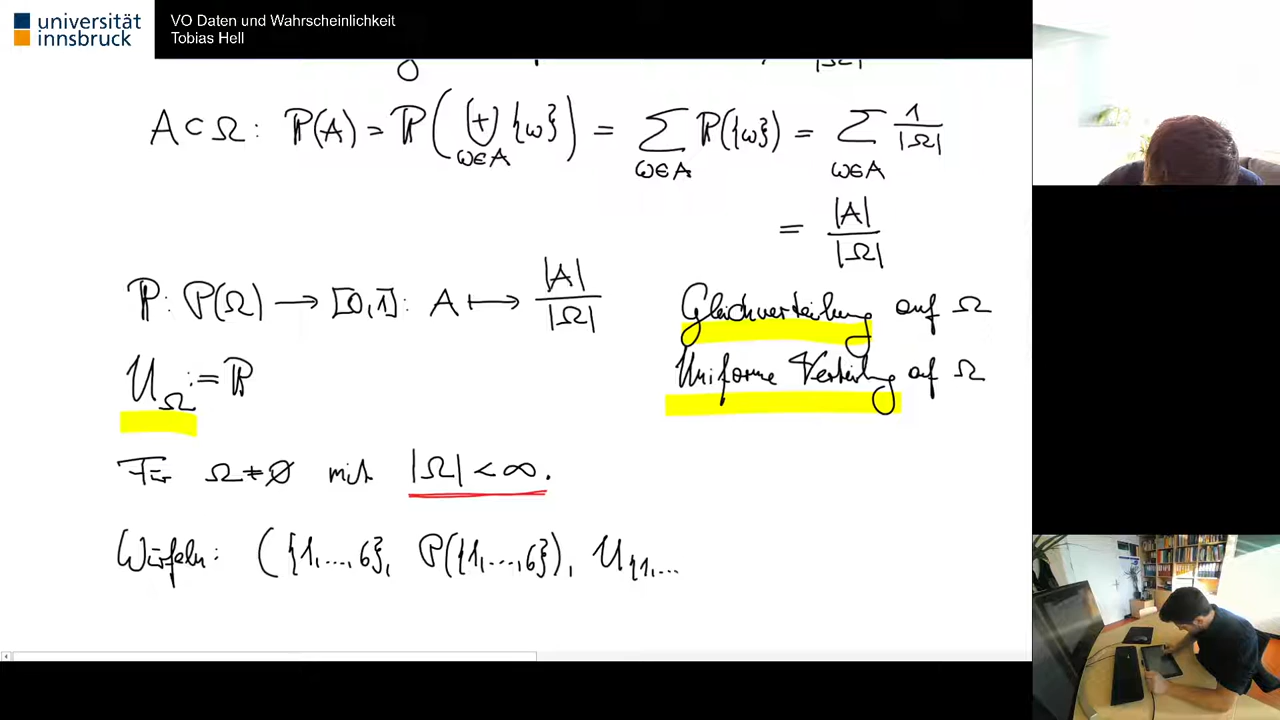 universität
innsbruck
VO Daten und Wahrscheinlichkeit
Tobias Hell
|Ω|
A ⊂ Ω: ℙ(A) = ℙ(⊎_{ω∈A} {ω}) = ∑_{ω∈A} ℙ({ω}) = ∑_{ω∈A} 1/|Ω|
= |A|/|Ω|
ℙ: 𝒫(Ω) → [0,1]: A ↦ |A|/|Ω| Gleichverteilung auf Ω
𝒰_Ω := ℙ Uniforme Verteilung auf Ω
Für Ω ≠ ∅ mit |Ω| < ∞.
Würfeln: ({1,...,6}, 𝒫({1,...,6}), 𝒰_{1,...